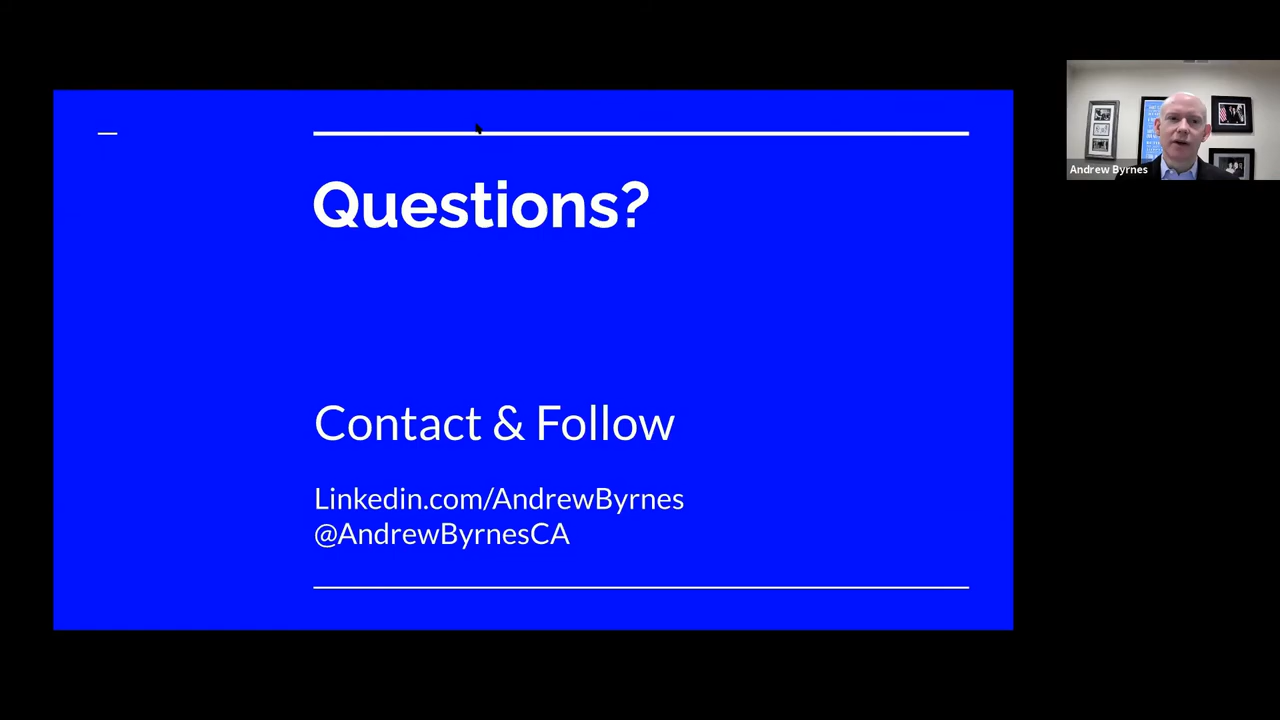 Questions?
Contact & Follow
Linkedin.com/AndrewByrnes
@AndrewByrnesCA
Andrew Byrnes